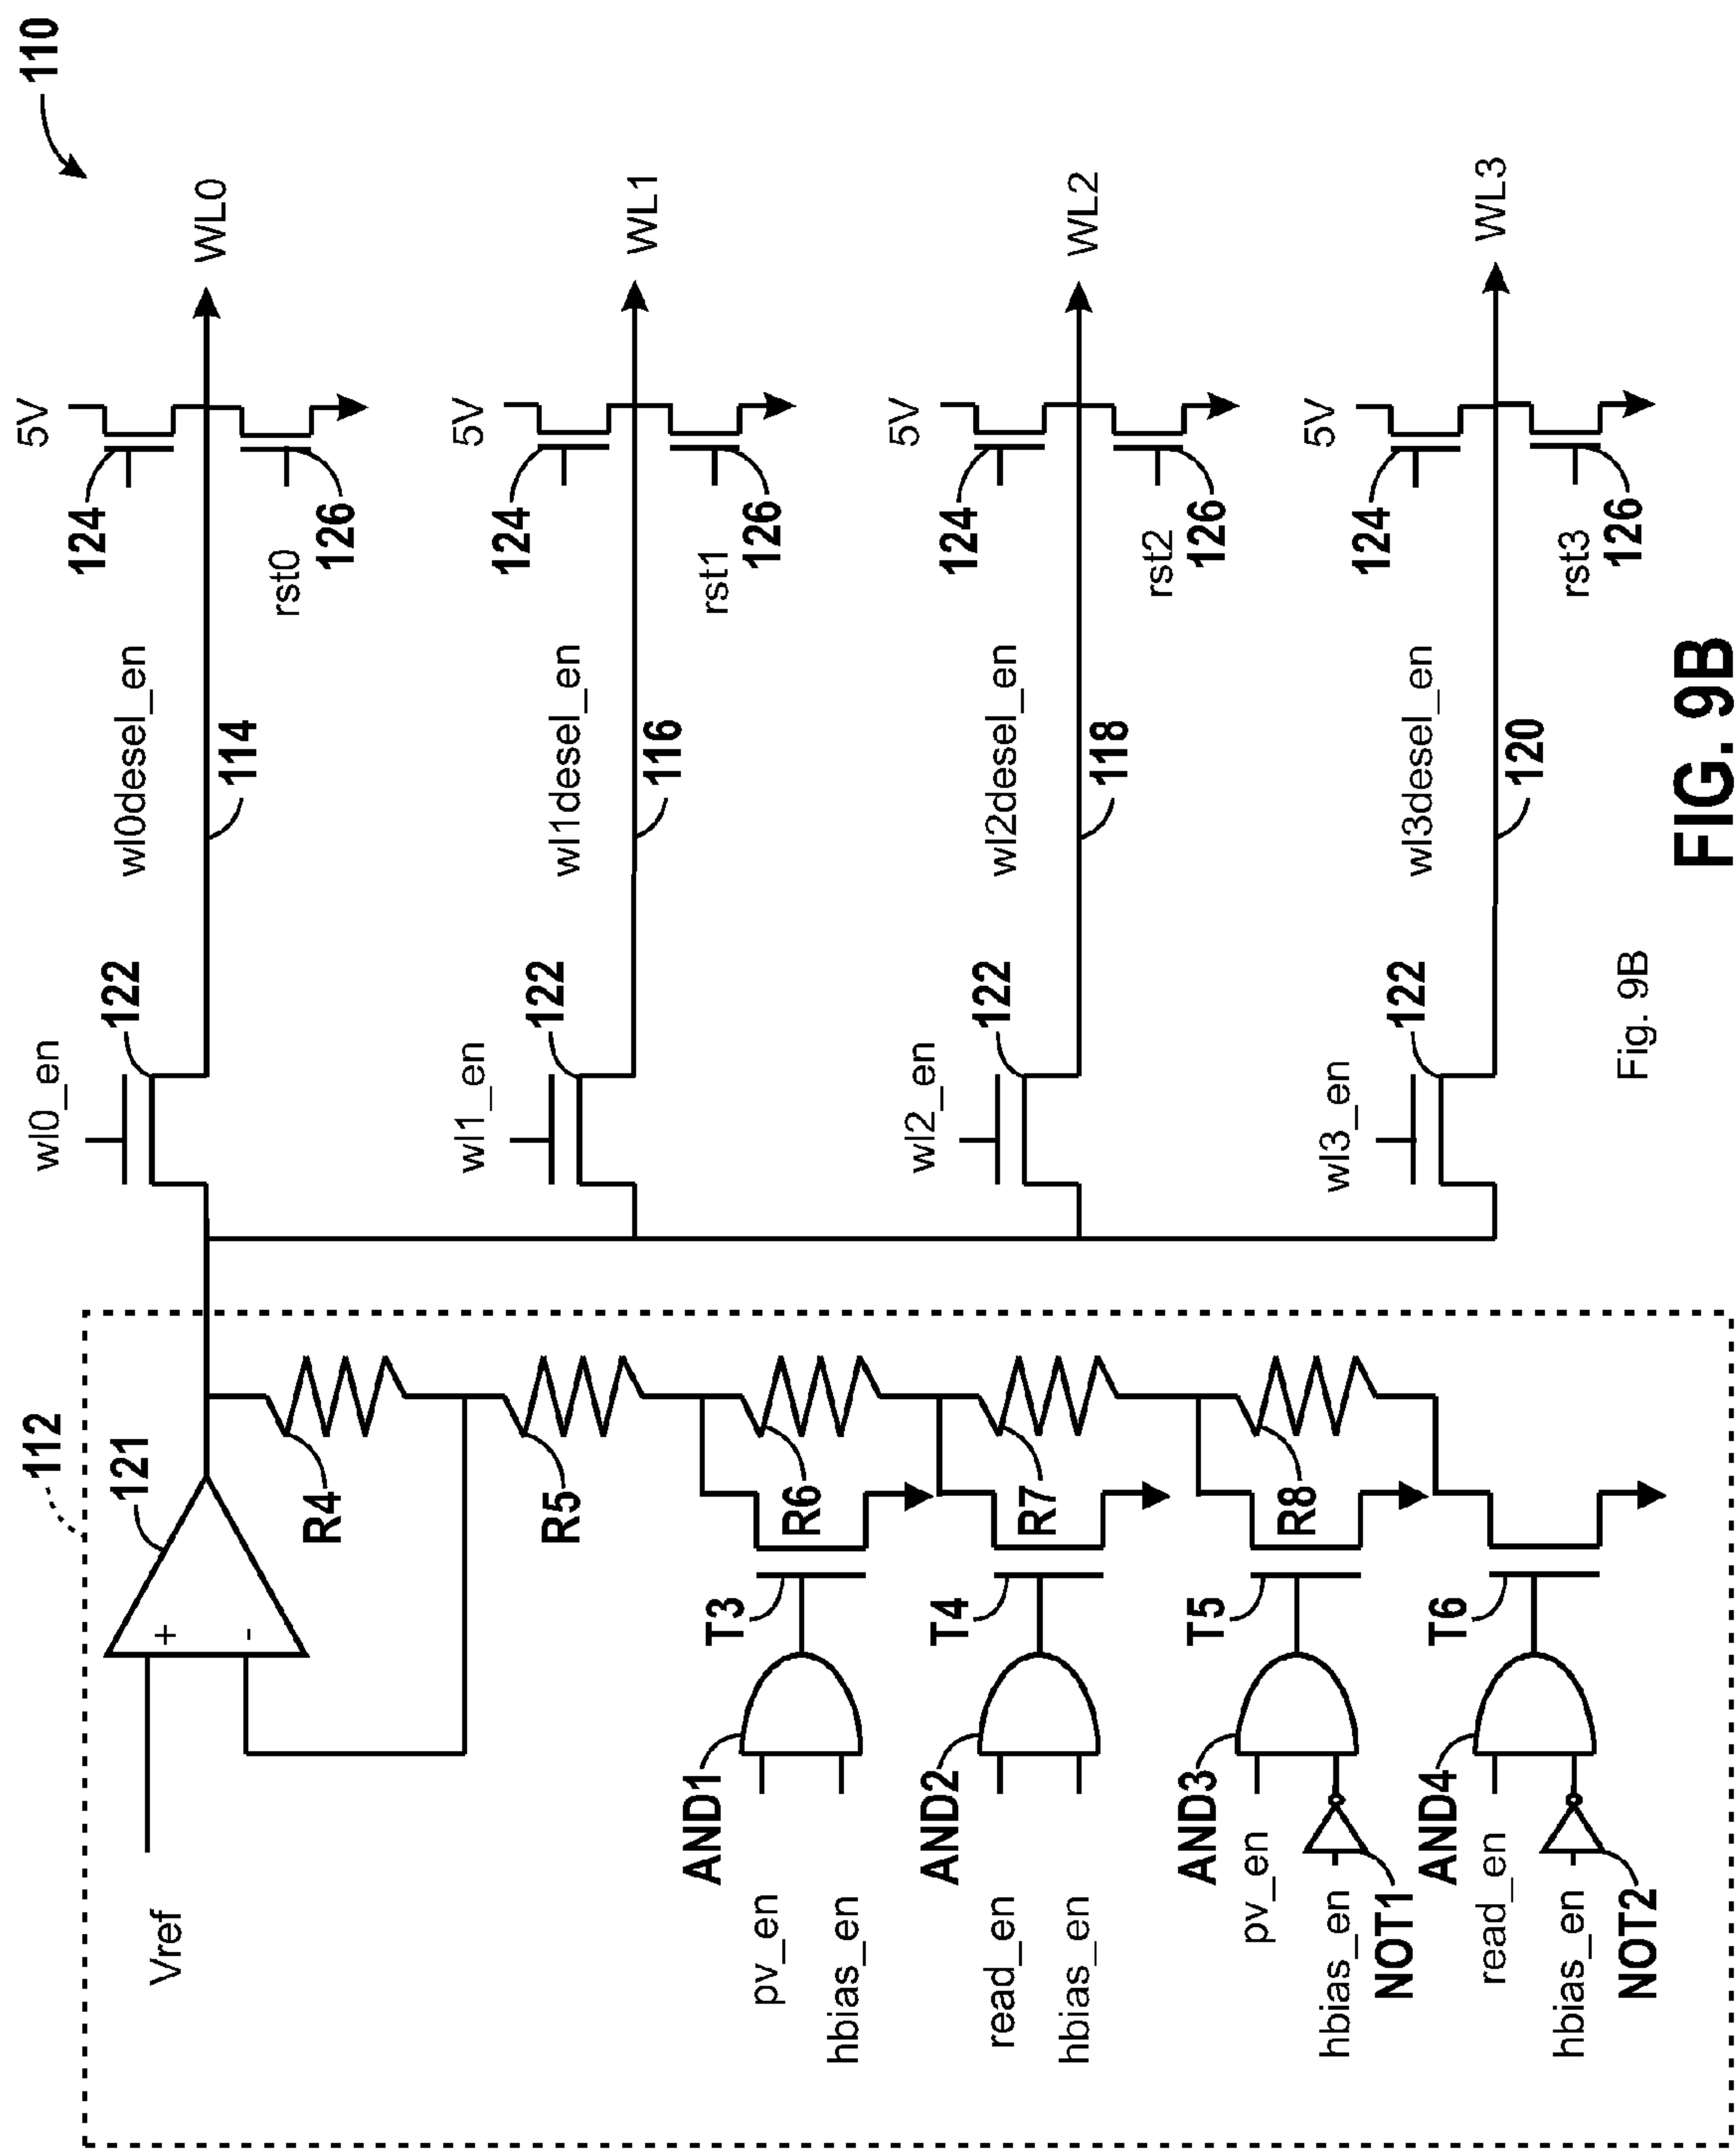 110
112
121
Vref
+
-
R4
R5
R6
R7
R8
T3
T4
T5
T6
AND1
pv_en
hbias_en
AND2
read_en
hbias_en
AND3
pv_en
hbias_en
NOT1
AND4
read_en
hbias_en
NOT2
wl0_en
122
wl0desel_en
114
5V
124
rst0
126
WL0
wl1_en
122
wl1desel_en
116
5V
124
rst1
126
WL1
wl2_en
122
wl2desel_en
118
5V
124
rst2
126
WL2
wl3_en
122
wl3desel_en
120
5V
124
rst3
126
WL3
Fig. 9B
FIG. 9B